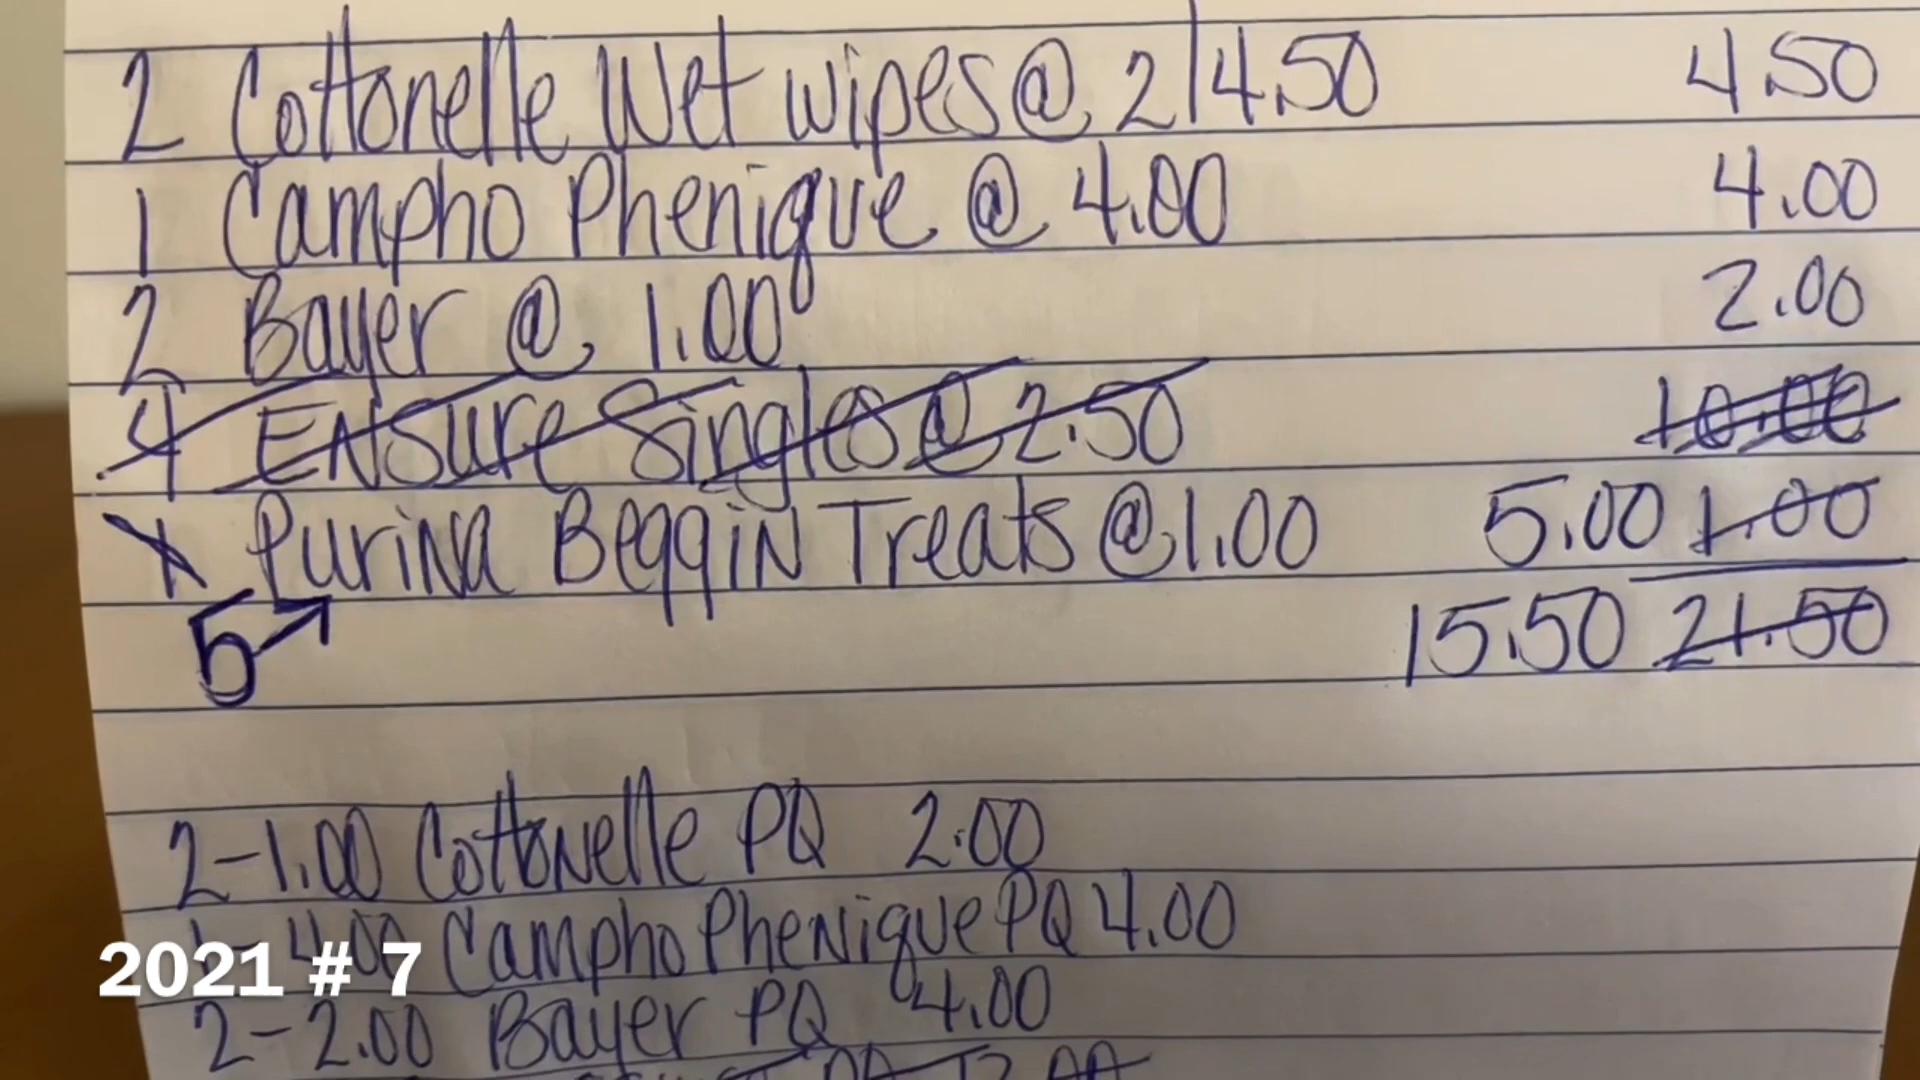 2 Cottonelle Wet wipes @ 2/4.50 4.50
1 Campho Phenique @ 4.00 4.00
2 Bayer @ 1.00 2.00
4 Ensure Singles @ 2.50 10.00
1 Purina Beggin Treats @ 1.00 5.00 1.00
5 15.50 21.50
2-1.00 Cottonelle PQ 2.00
1-4.00 Campho Phenique PQ 4.00
2021 # 7
2-2.00 Bayer PQ 4.00